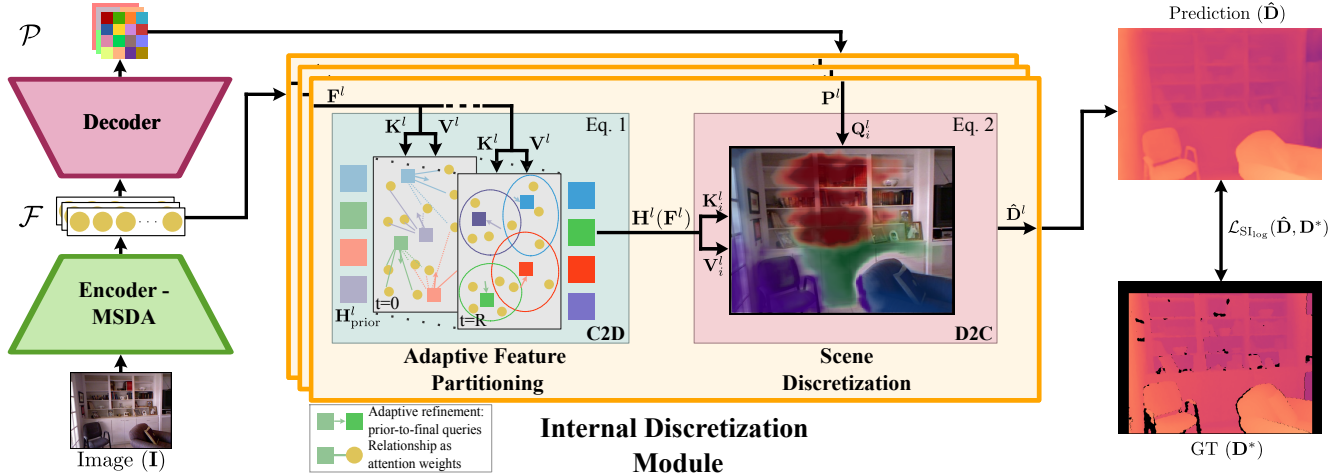 𝒫
Decoder
ℱ
Encoder -
MSDA
Image (I)
F^l
K^l V^l
Eq. 1
K^l V^l
H^l_prior
t=0
t=R
C2D
Adaptive Feature
Partitioning
H^l(F^l)
P^l
Q^l_i
Eq. 2
K^l_i
V^l_i
D2C
Scene
Discretization
D̂^l
Adaptive refinement:
prior-to-final queries
Relationship as
attention weights
Internal Discretization
Module
Prediction (D̂)
ℒ_SI_log(D̂, D*)
GT (D*)